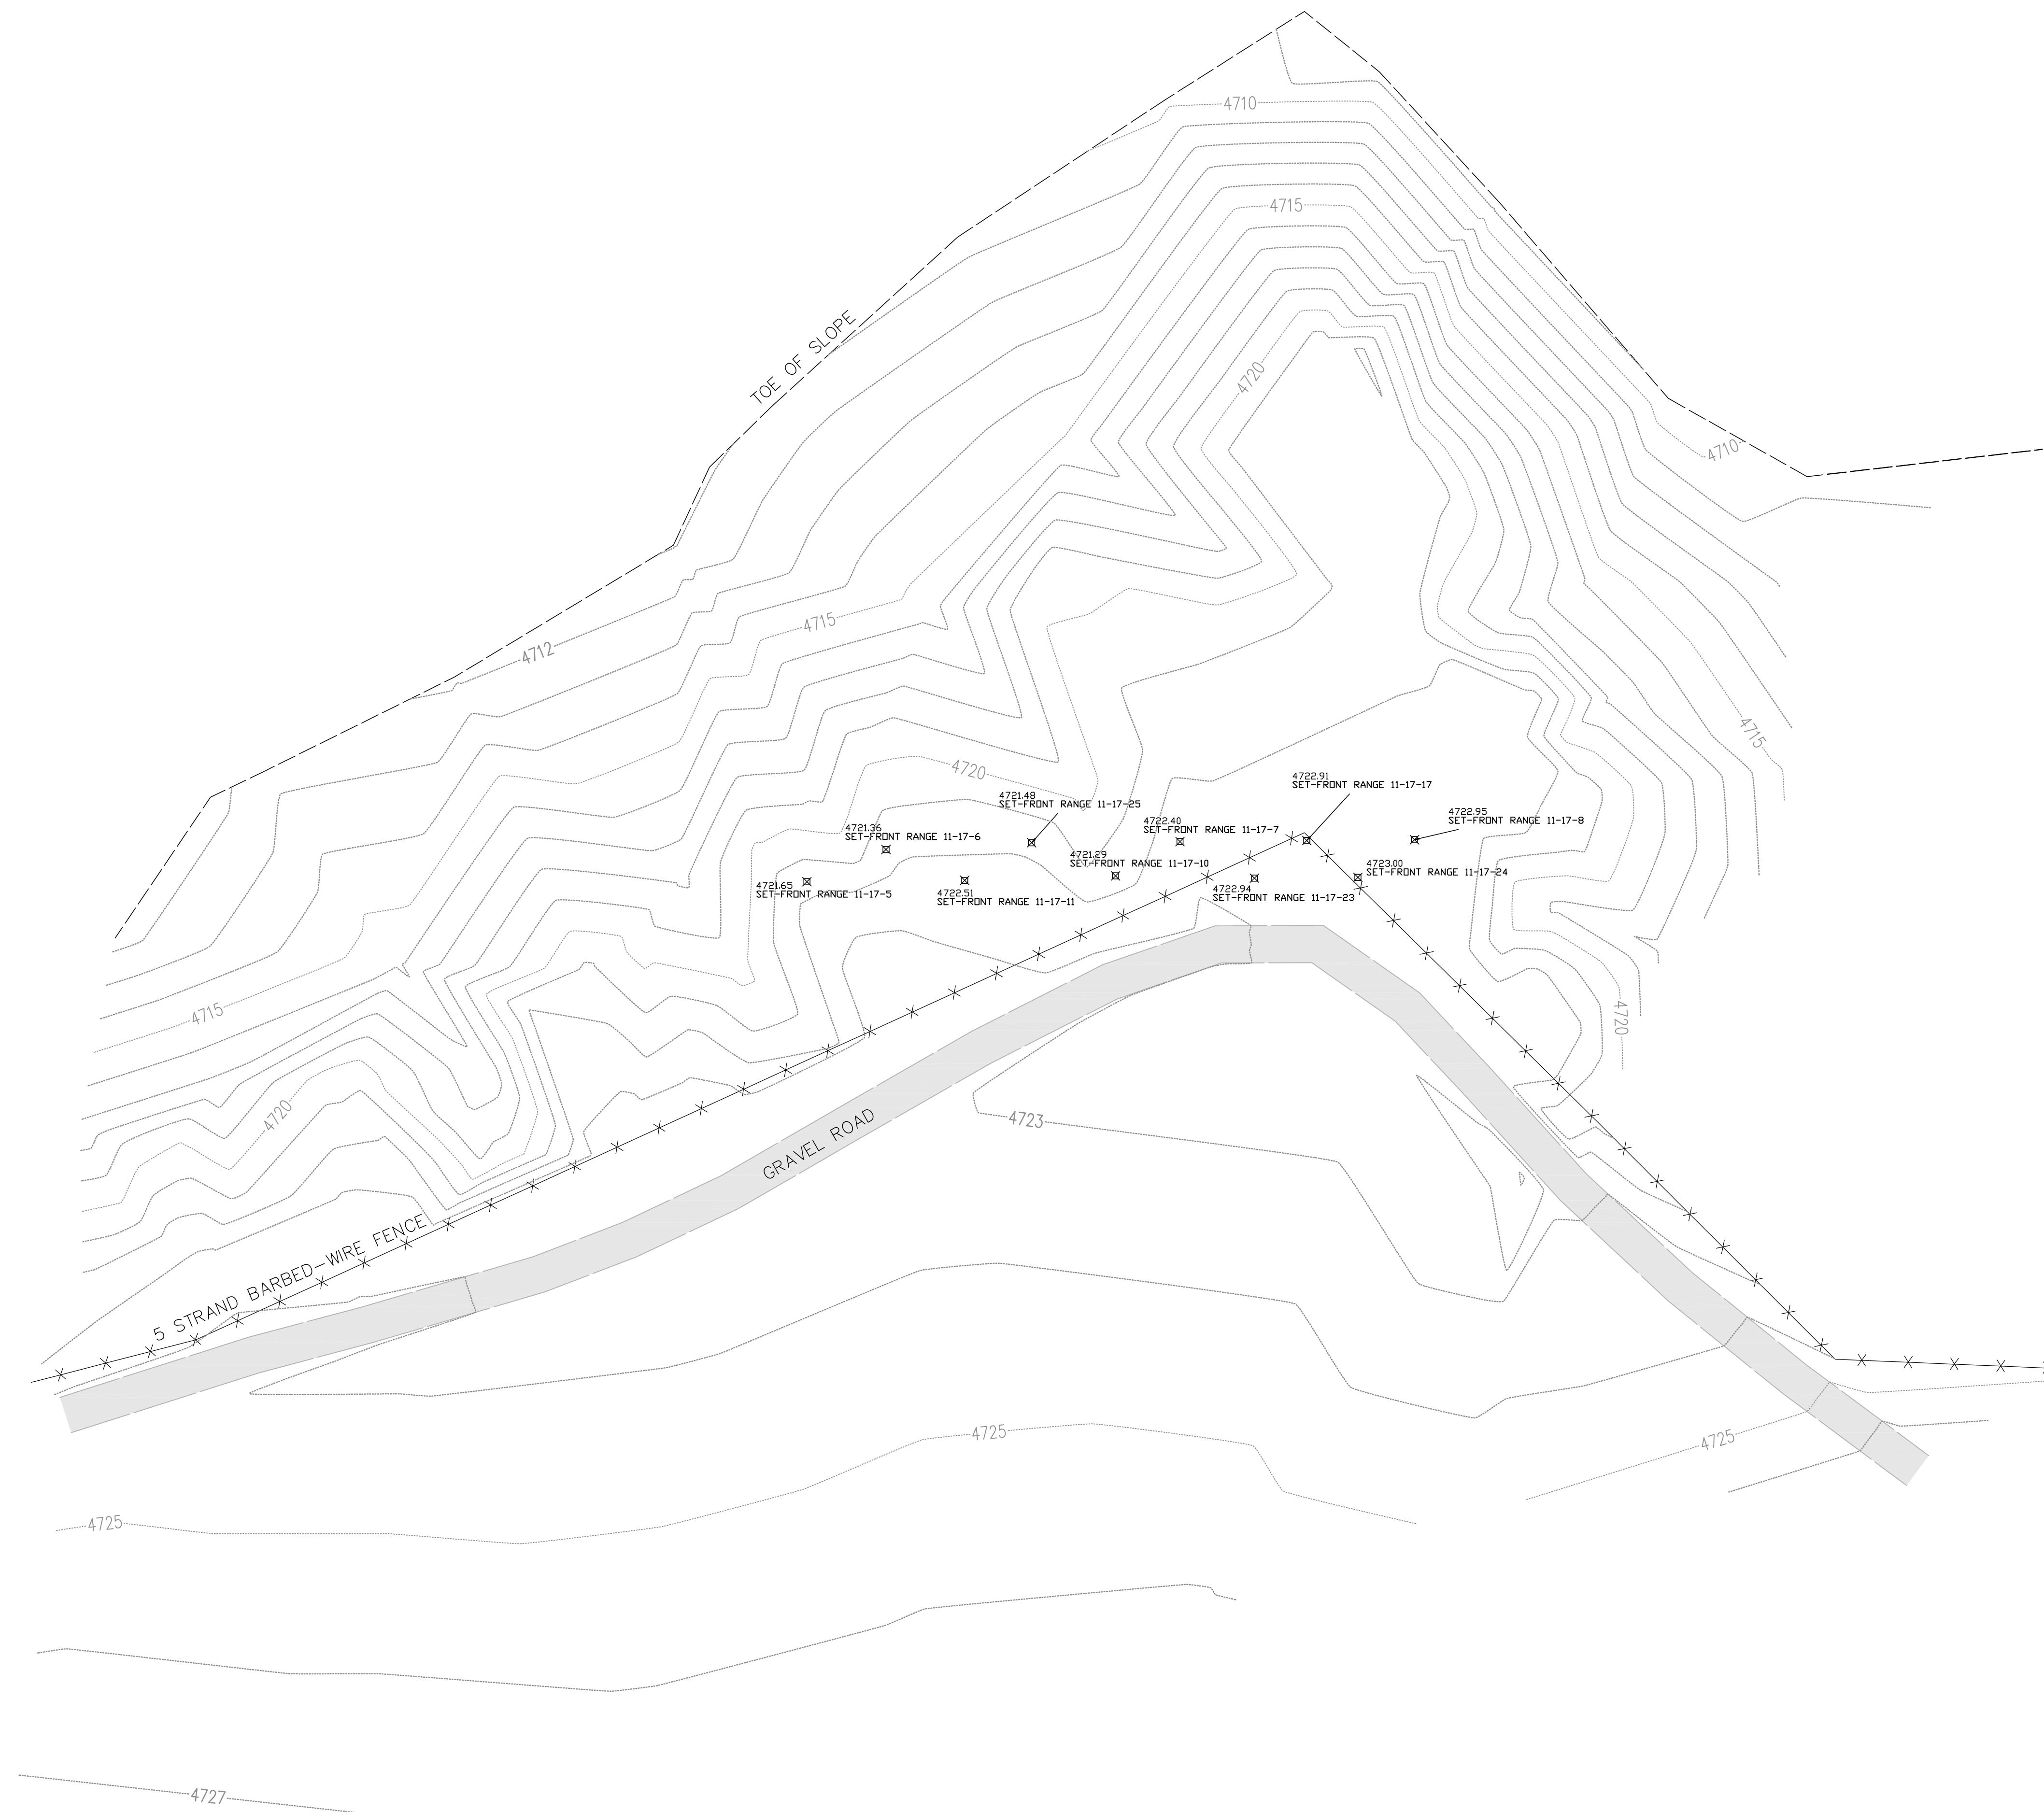 4710
4715
TOE OF SLOPE
4720
4710
4715
4712
4715
4720
4722.91
SET-FRONT RANGE 11-17-17
4721.48
SET-FRONT RANGE 11-17-25
4722.95
SET-FRONT RANGE 11-17-8
4722.40
SET-FRONT RANGE 11-17-7
4721.36
SET-FRONT RANGE 11-17-6
4721.29
SET-FRONT RANGE 11-17-10
4723.00
SET-FRONT RANGE 11-17-24
4721.65
SET-FRONT RANGE 11-17-5
4722.51
SET-FRONT RANGE 11-17-11
4722.94
SET-FRONT RANGE 11-17-23
4715
4720
4720
4723
GRAVEL ROAD
5 STRAND BARBED-WIRE FENCE
4725
4725
4725
4727